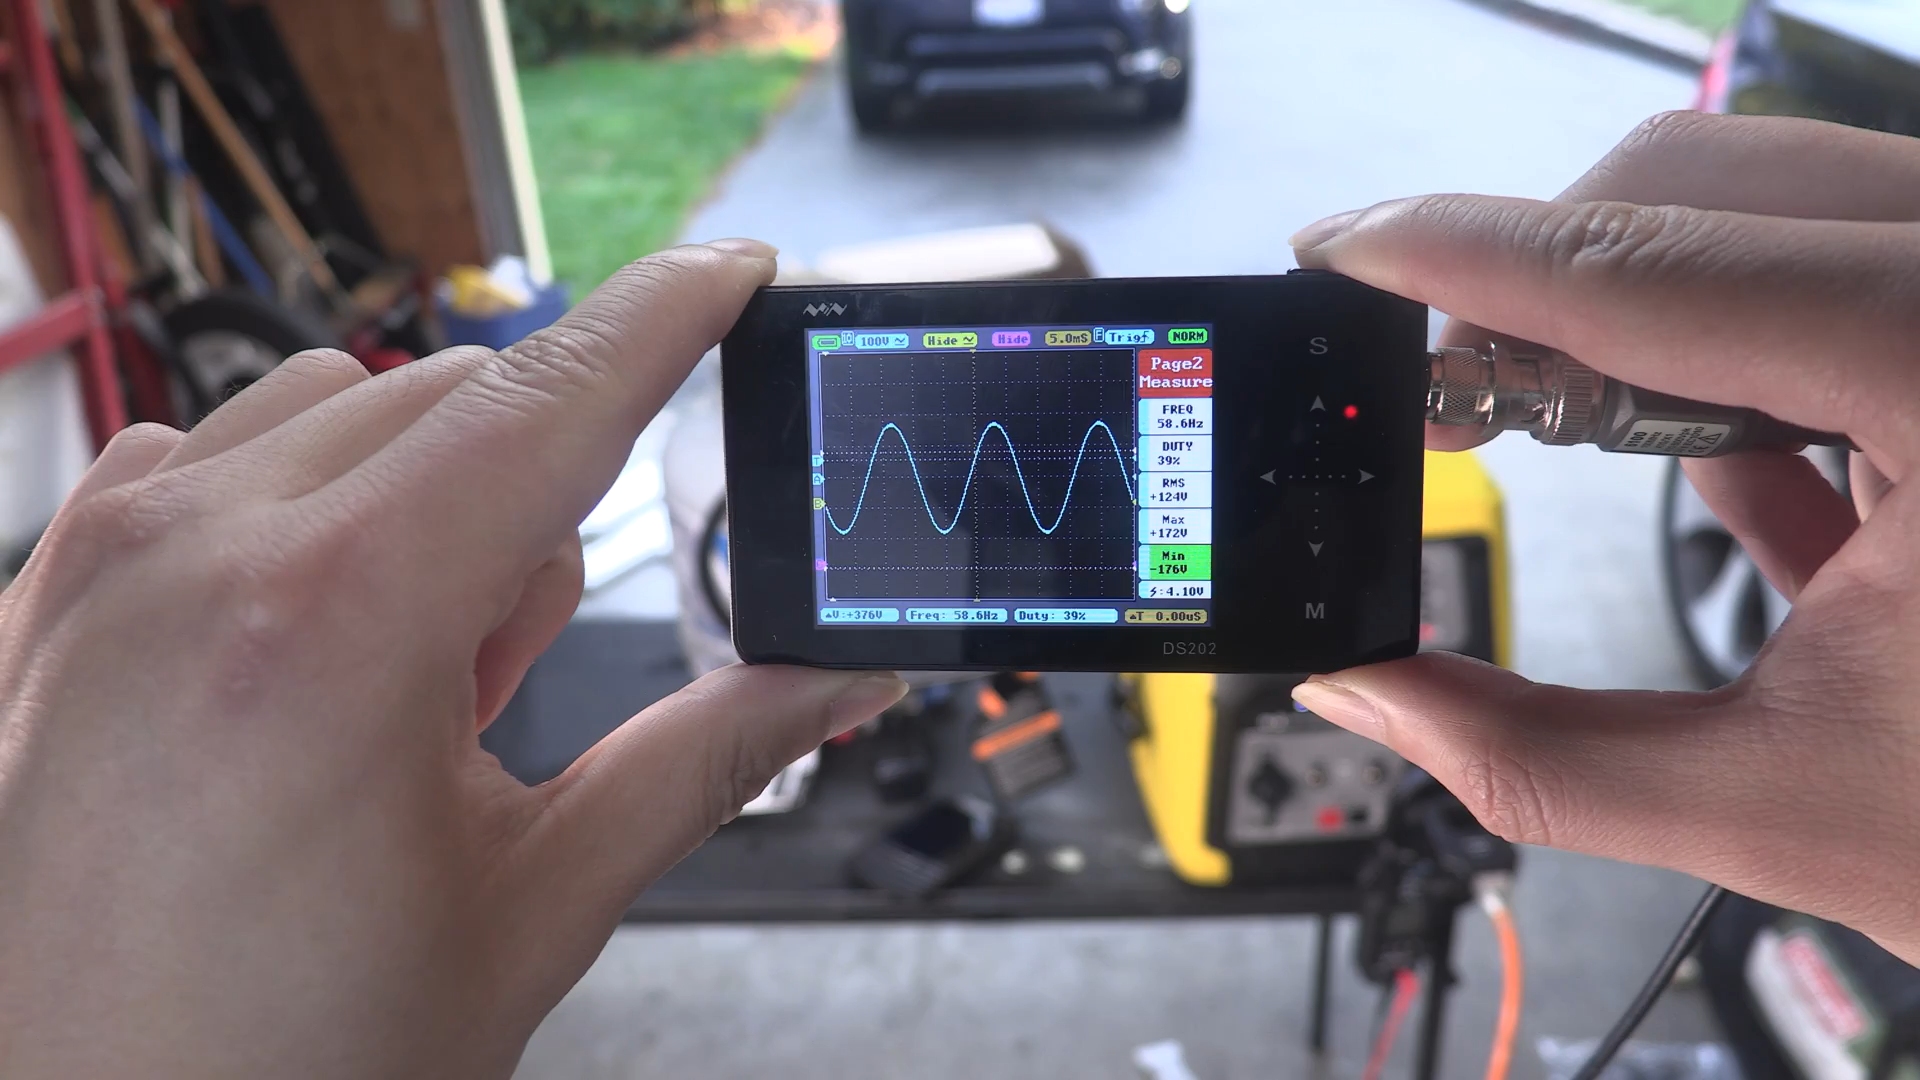 MINI
100V Hide Hide 5.0mS Trig NORM
Page2
Measure
FREQ
58.6Hz
DUTY
39%
RMS
+124V
Max
+172V
Min
-176V
4.10V
▲V:+376V Freq: 58.6Hz Duty: 39% ▲T 0.00uS
DS202
S
M